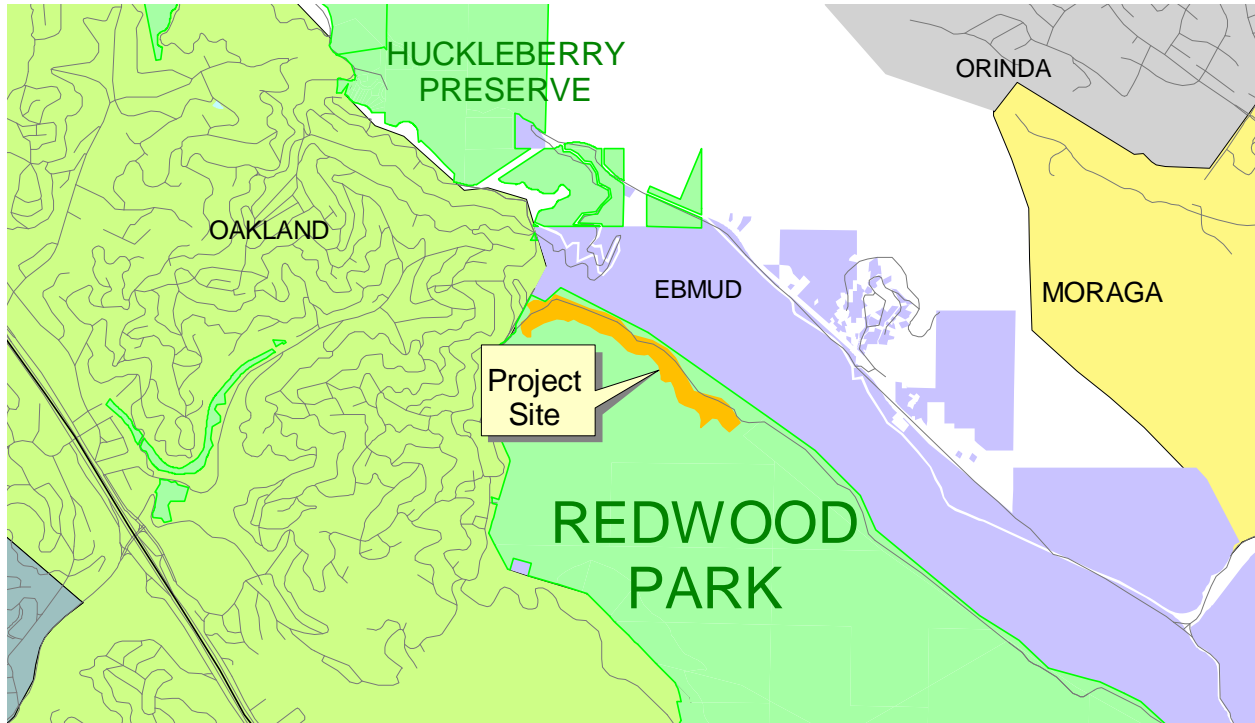 HUCKLEBERRY
PRESERVE
ORINDA
OAKLAND
EBMUD
MORAGA
Project
Site
REDWOOD
PARK